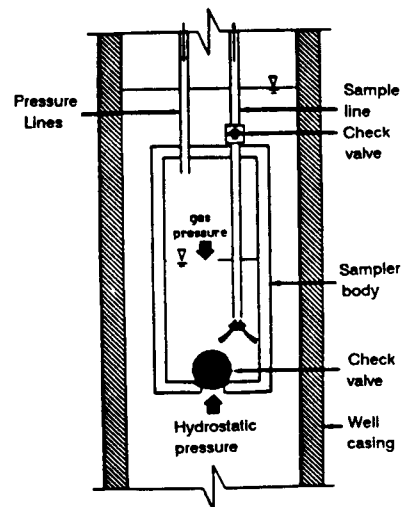 Pressure
Lines
Sample
line
Check
valve
gas
pressure
Sampler
body
Check
valve
Hydrostatic
pressure
Well
casing